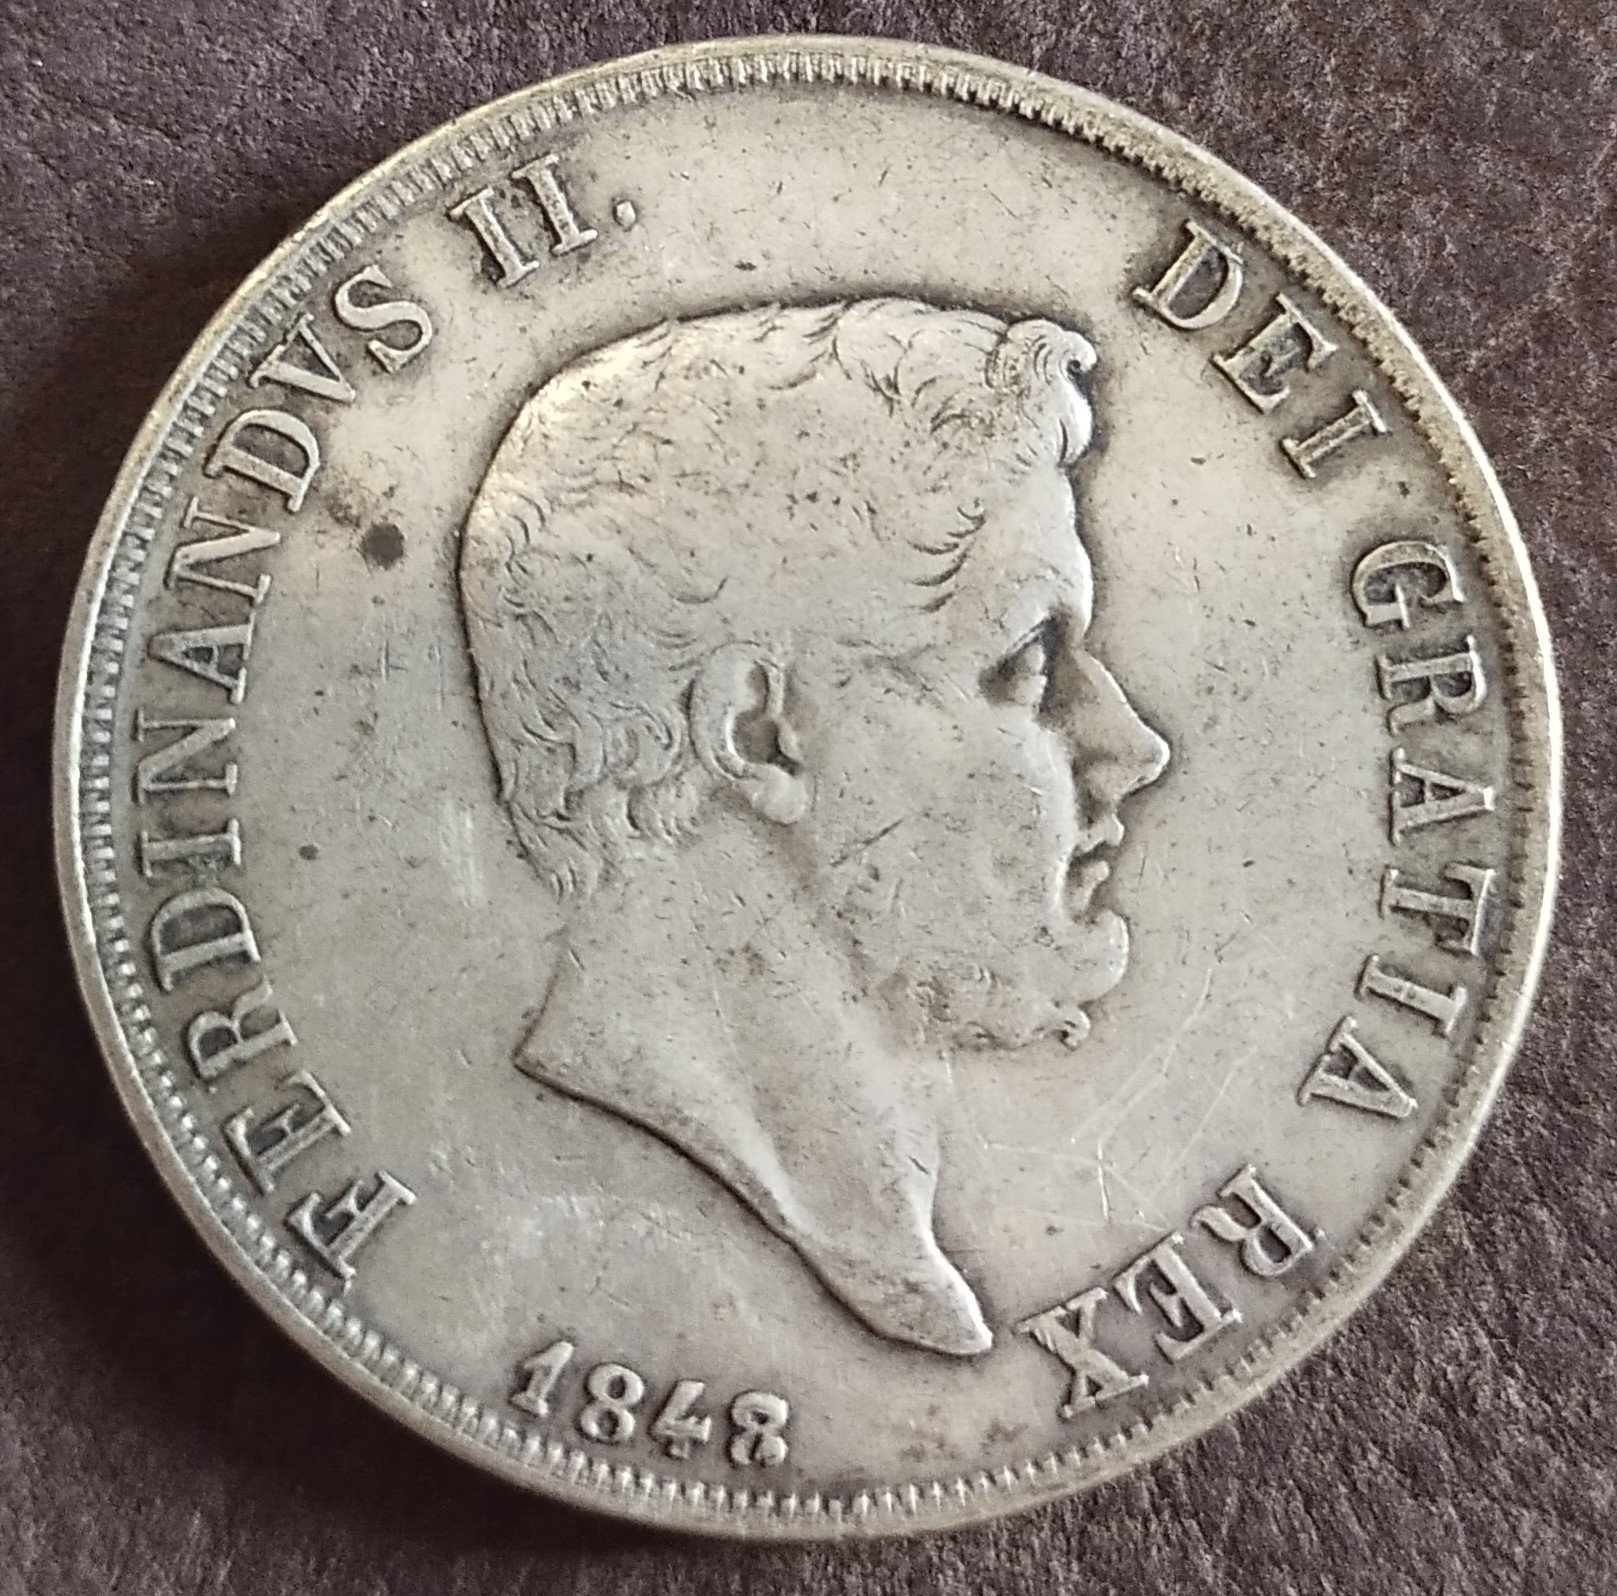 FERDINANDVS II. DEI GRATIA REX
1848